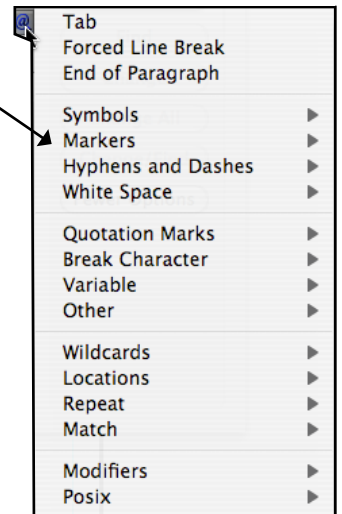 @
Tab
Forced Line Break
End of Paragraph
Symbols
Markers
Hyphens and Dashes
White Space
Quotation Marks
Break Character
Variable
Other
Wildcards
Locations
Repeat
Match
Modifiers
Posix